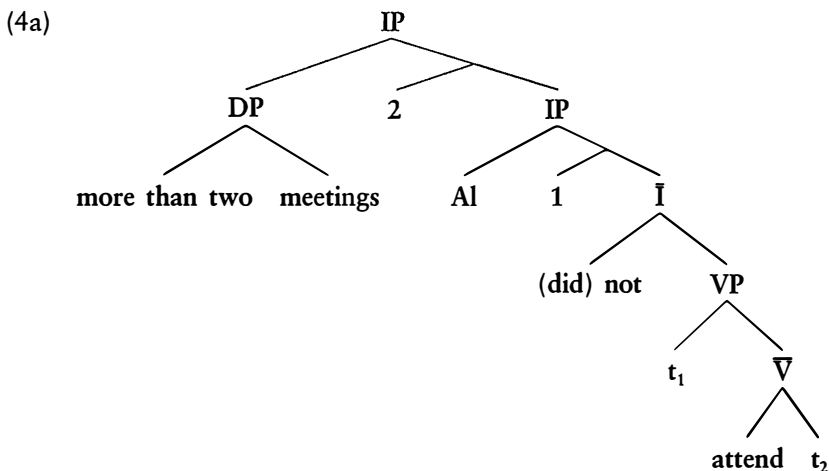 (4a)
IP
DP 2 IP
more than two meetings Al 1 Ī
(did) not VP
t₁ V̅
attend t₂